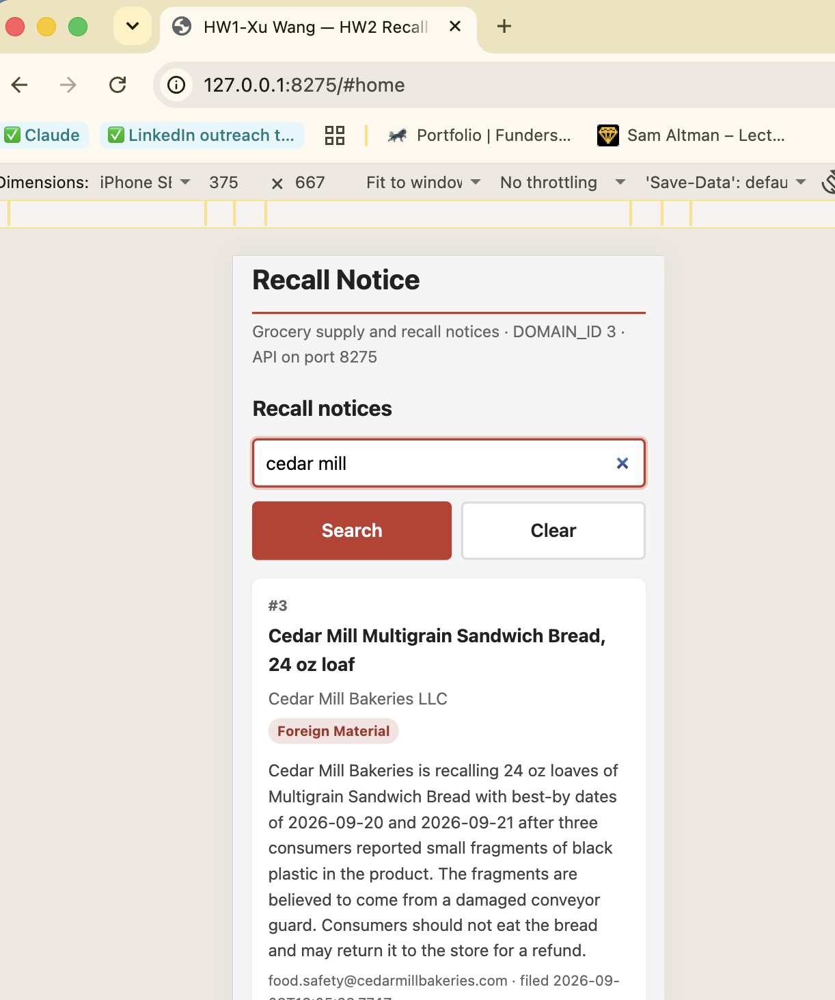 HW1-Xu Wang — HW2 Recall
127.0.0.1:8275/#home
Claude
LinkedIn outreach t...
Portfolio | Funders...
Sam Altman – Lect...
Dimensions: iPhone SE 375 × 667 Fit to window No throttling 'Save-Data': defau
Recall Notice
Grocery supply and recall notices · DOMAIN_ID 3 ·
API on port 8275
Recall notices
cedar mill
Search
Clear
#3
Cedar Mill Multigrain Sandwich Bread,
24 oz loaf
Cedar Mill Bakeries LLC
Foreign Material
Cedar Mill Bakeries is recalling 24 oz loaves of
Multigrain Sandwich Bread with best-by dates
of 2026-09-20 and 2026-09-21 after three
consumers reported small fragments of black
plastic in the product. The fragments are
believed to come from a damaged conveyor
guard. Consumers should not eat the bread
and may return it to the store for a refund.
food.safety@cedarmillbakeries.com · filed 2026-09-